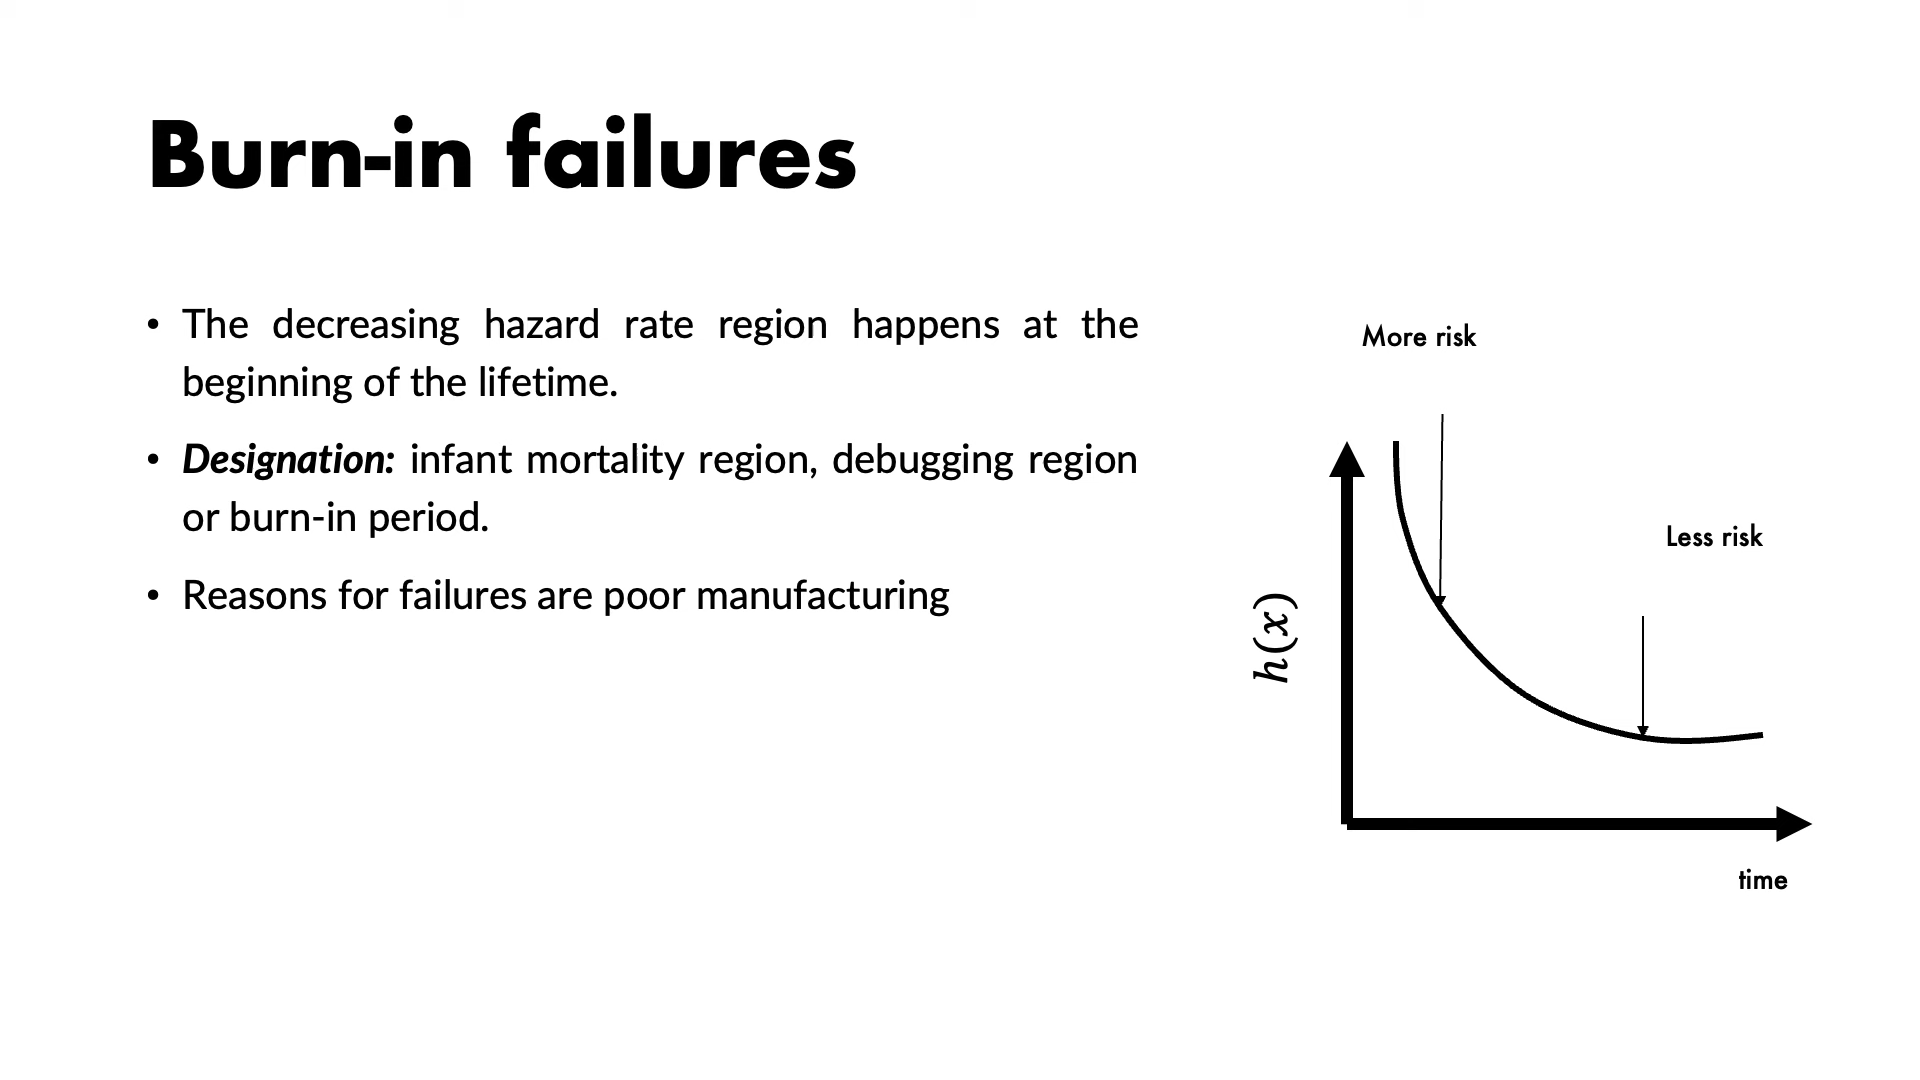 Burn-in failures
• The decreasing hazard rate region happens at the
beginning of the lifetime.
• Designation: infant mortality region, debugging region
or burn-in period.
• Reasons for failures are poor manufacturing
More risk
Less risk
h(x)
time